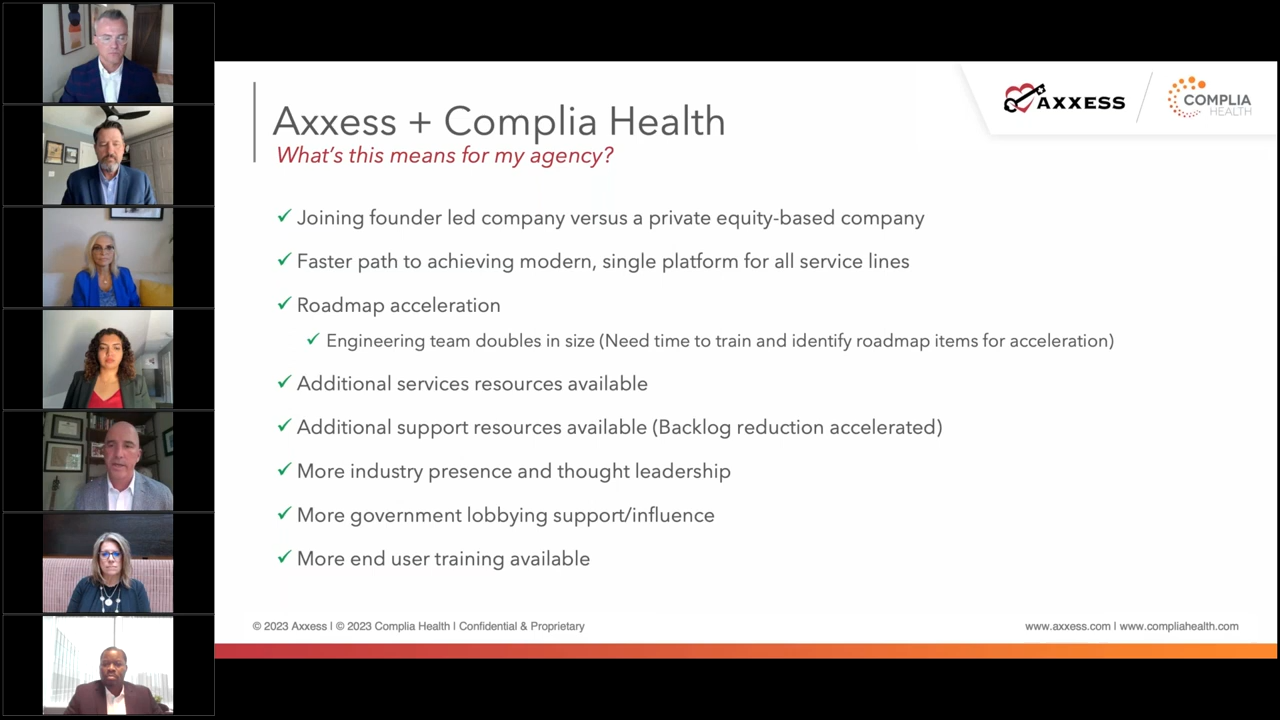 Axxess + Complia Health
What's this means for my agency?
AXXESS
COMPLIA
HEALTH
✓ Joining founder led company versus a private equity-based company
✓ Faster path to achieving modern, single platform for all service lines
✓ Roadmap acceleration
✓ Engineering team doubles in size (Need time to train and identify roadmap items for acceleration)
✓ Additional services resources available
✓ Additional support resources available (Backlog reduction accelerated)
✓ More industry presence and thought leadership
✓ More government lobbying support/influence
✓ More end user training available
© 2023 Axxess | © 2023 Complia Health | Confidential & Proprietary
www.axxess.com | www.compliahealth.com